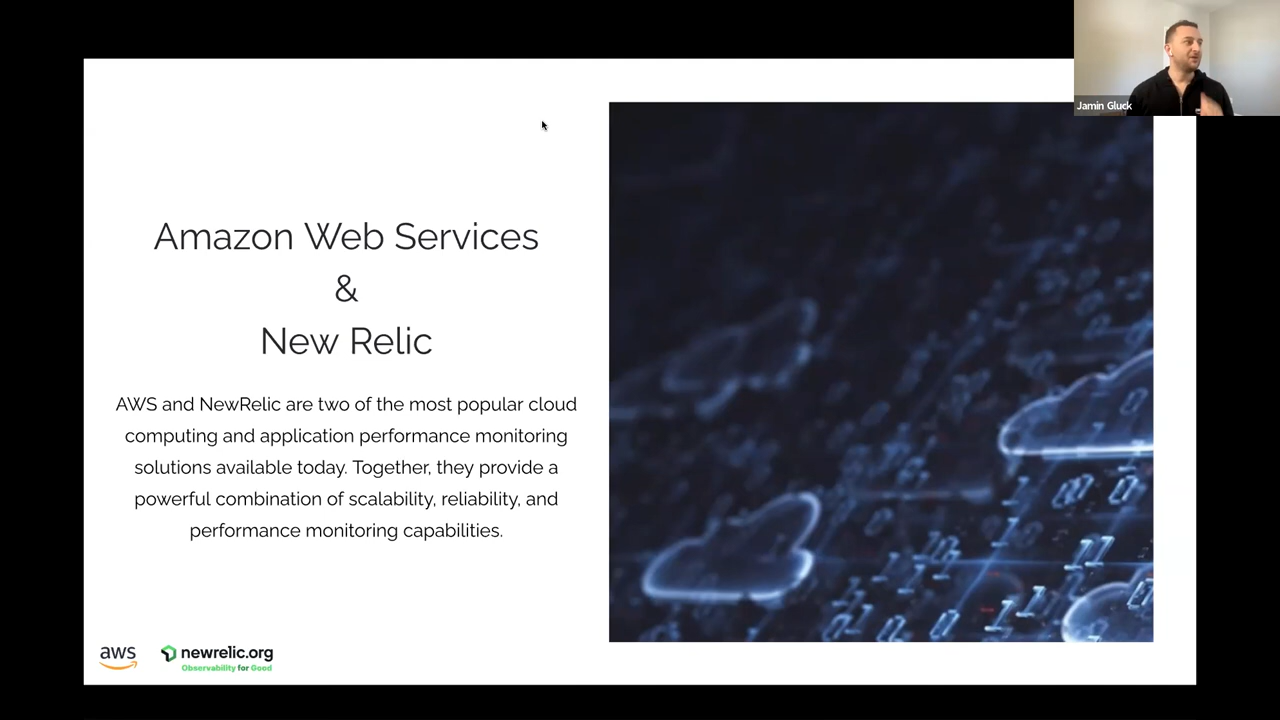 Jamin Gluck
Amazon Web Services
&
New Relic
AWS and NewRelic are two of the most popular cloud
computing and application performance monitoring
solutions available today. Together, they provide a
powerful combination of scalability, reliability, and
performance monitoring capabilities.
aws
newrelic.org
Observability for Good